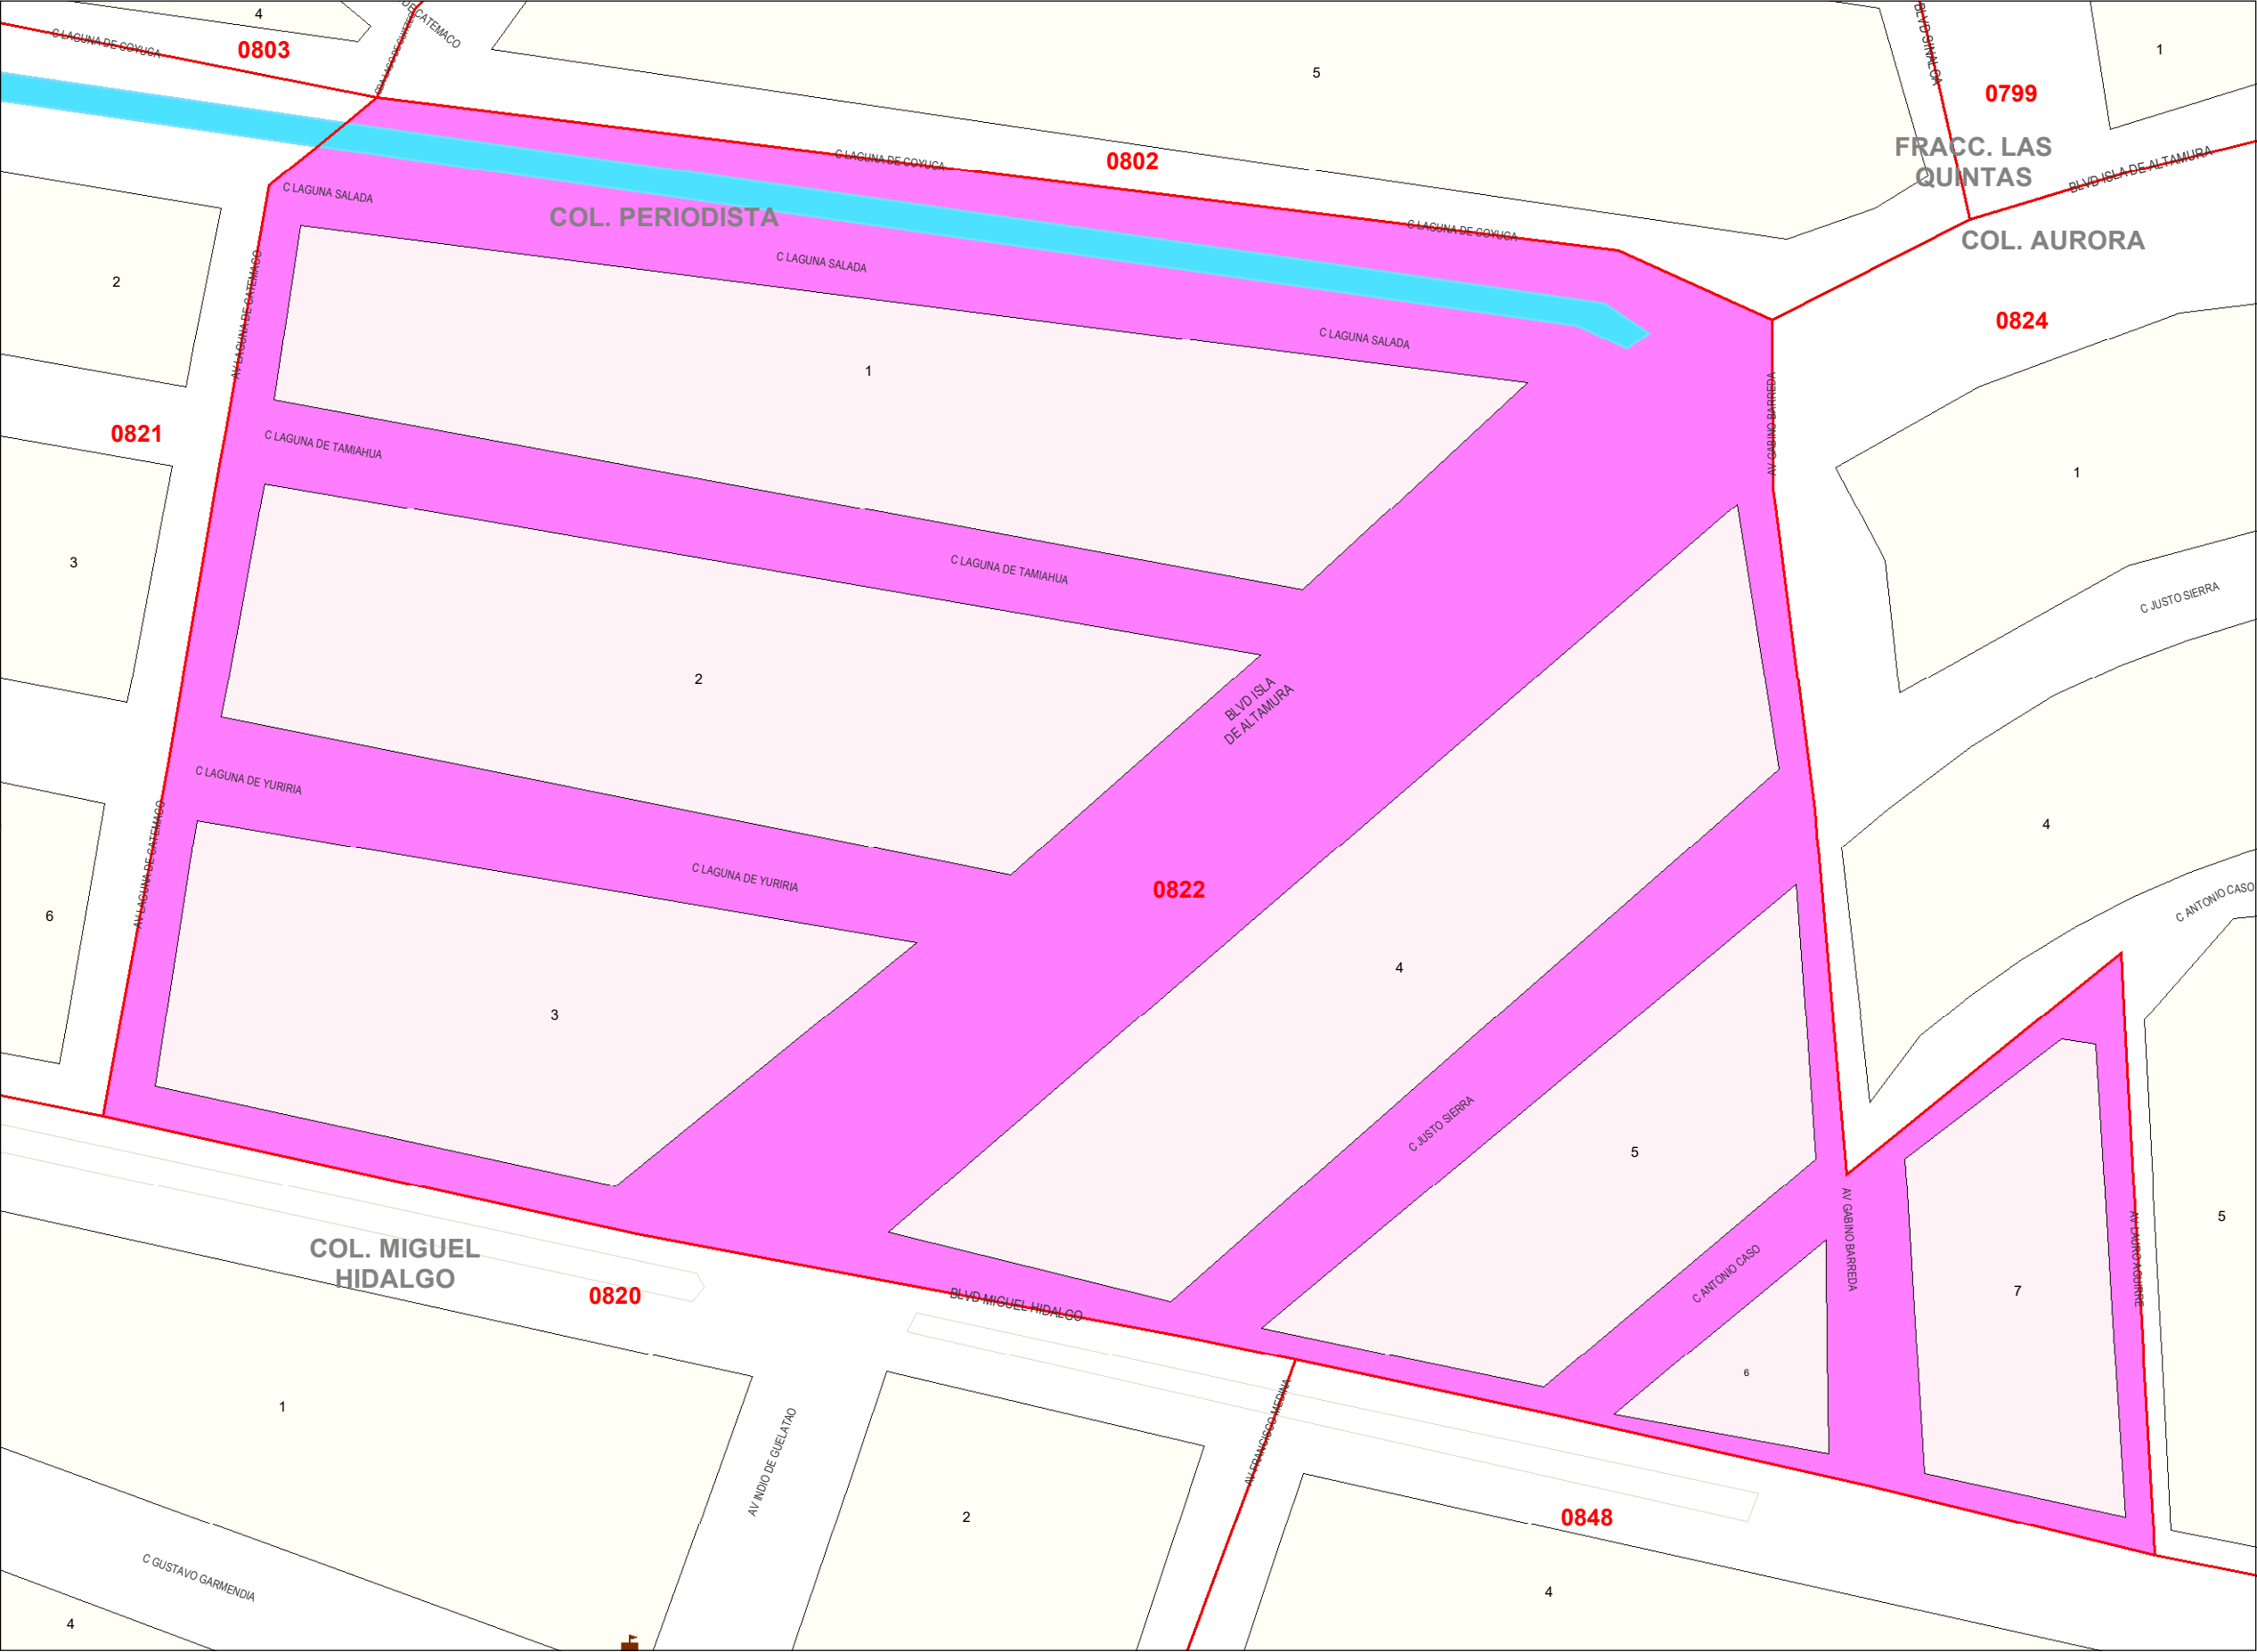 4
DE CATEMACO
C LAGUNA DE COYUCA
0803
5
BLVD SINALOA
1
0799
FRACC. LAS
QUINTAS
BLVD ISLA DE ALTAMURA
C LAGUNA DE COYUCA
0802
C LAGUNA SALADA
COL. PERIODISTA
C LAGUNA DE COYUCA
COL. AURORA
C LAGUNA SALADA
2
AV LAGUNA DE CATEMACO
0824
C LAGUNA SALADA
1
AV GABINO BARREDA
0821
C LAGUNA DE TAMIAHUA
1
3
C LAGUNA DE TAMIAHUA
C JUSTO SIERRA
2
BLVD ISLA
DE ALTAMURA
C LAGUNA DE YURIRIA
4
AV LAGUNA DE CATEMACO
C LAGUNA DE YURIRIA
0822
C ANTONIO CASO
6
4
3
C JUSTO SIERRA
5
AV GABINO BARREDA
AV LAURO AGUIRRE
5
COL. MIGUEL
HIDALGO
C ANTONIO CASO
0820
BLVD MIGUEL HIDALGO
7
6
1
AV INDIO DE GUELATAO
AV FRANCISCO MEDINA
2
0848
C GUSTAVO GARMENDIA
4
4